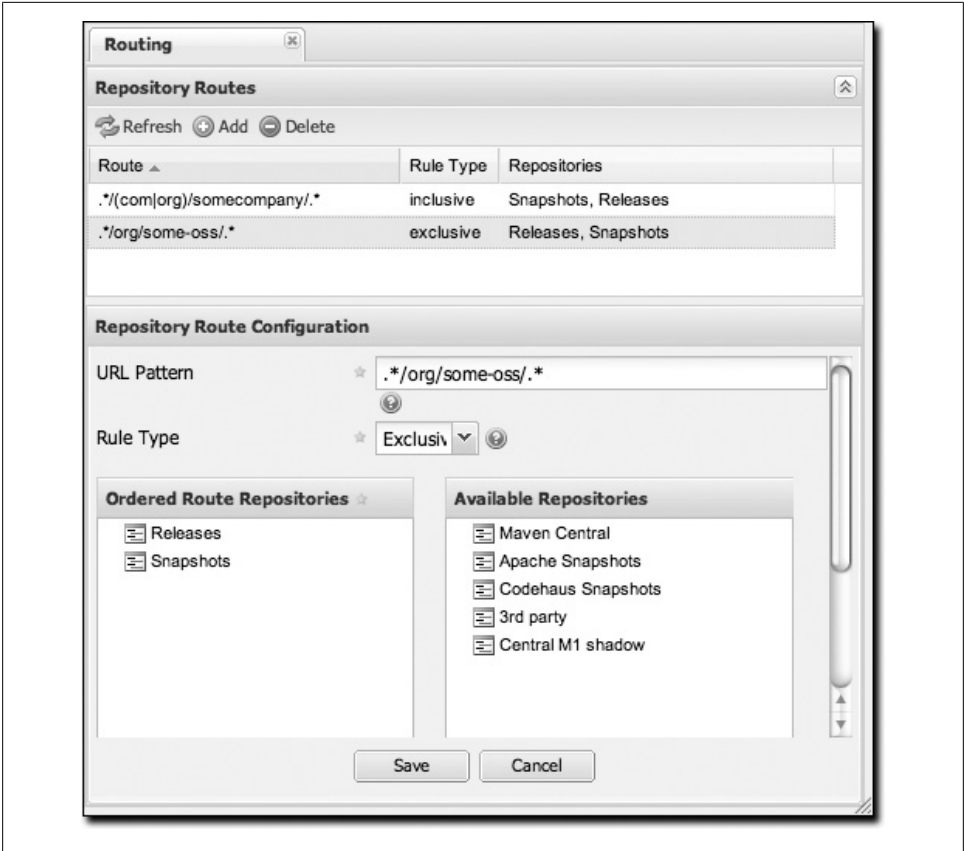 Routing
Repository Routes
Refresh Add Delete
Route Rule Type Repositories
.*/(com|org)/somecompany/.* inclusive Snapshots, Releases
.*/org/some-oss/.* exclusive Releases, Snapshots
Repository Route Configuration
URL Pattern .*/org/some-oss/.*
Rule Type Exclusiv
Ordered Route Repositories Available Repositories
Releases Maven Central
Snapshots Apache Snapshots
Codehaus Snapshots
3rd party
Central M1 shadow
Save Cancel